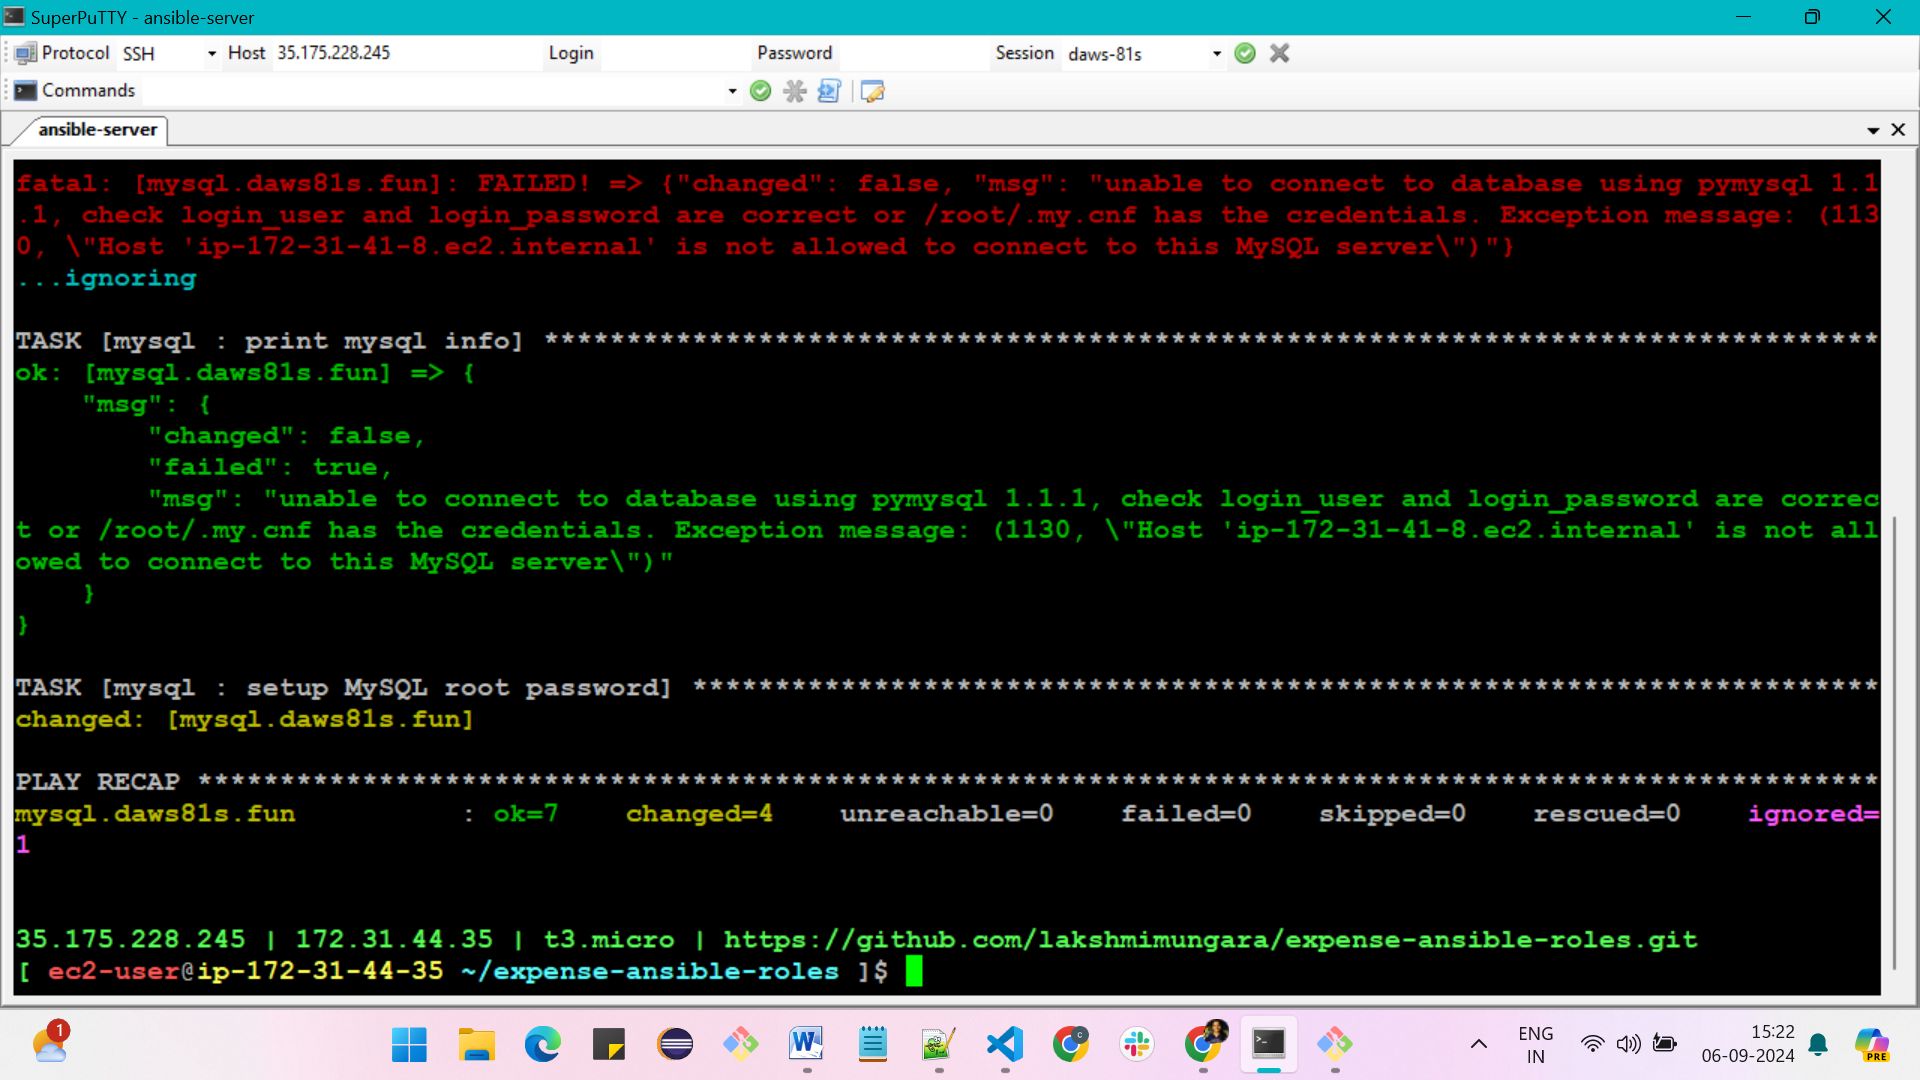 SuperPuTTY - ansible-server
Protocol SSH Host 35.175.228.245 Login Password Session daws-81s
Commands
ansible-server
fatal: [mysql.daws81s.fun]: FAILED! => {"changed": false, "msg": "unable to connect to database using pymysql 1.1
.1, check login_user and login_password are correct or /root/.my.cnf has the credentials. Exception message: (113
0, \"Host 'ip-172-31-41-8.ec2.internal' is not allowed to connect to this MySQL server\")"}
...ignoring
TASK [mysql : print mysql info] *********************************************************************************
ok: [mysql.daws81s.fun] => {
"msg": {
"changed": false,
"failed": true,
"msg": "unable to connect to database using pymysql 1.1.1, check login_user and login_password are correc
t or /root/.my.cnf has the credentials. Exception message: (1130, \"Host 'ip-172-31-41-8.ec2.internal' is not all
owed to connect to this MySQL server\")"
}
}
TASK [mysql : setup MySQL root password] ************************************************************************
changed: [mysql.daws81s.fun]
PLAY RECAP ******************************************************************************************************
mysql.daws81s.fun : ok=7 changed=4 unreachable=0 failed=0 skipped=0 rescued=0 ignored=
1
35.175.228.245 | 172.31.44.35 | t3.micro | https://github.com/lakshmimungara/expense-ansible-roles.git
[ ec2-user@ip-172-31-44-35 ~/expense-ansible-roles ]$
1
ENG
IN
15:22
06-09-2024
PRE